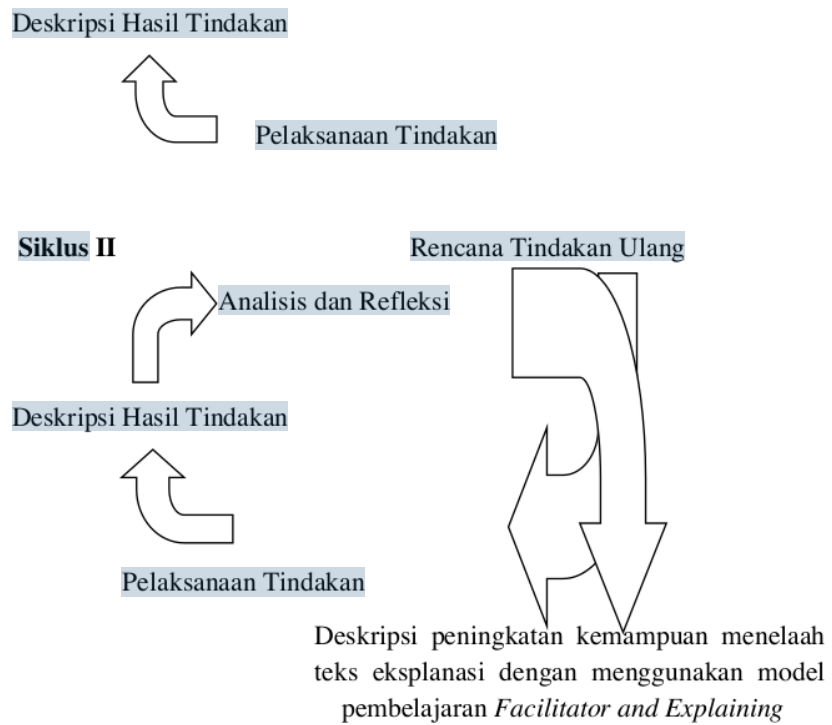 Deskripsi Hasil Tindakan
Pelaksanaan Tindakan
Siklus II
Rencana Tindakan Ulang
Analisis dan Refleksi
Deskripsi Hasil Tindakan
Pelaksanaan Tindakan
Deskripsi peningkatan kemampuan menelaah
teks eksplanasi dengan menggunakan model
pembelajaran Facilitator and Explaining